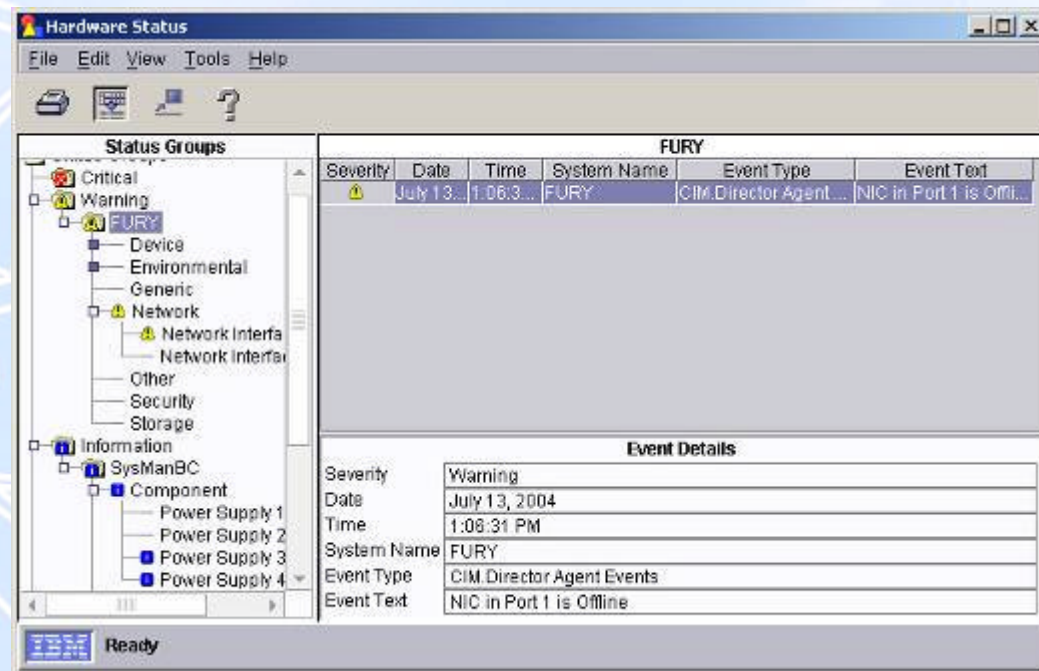 Hardware Status
File Edit View Tools Help
Status Groups
Critical
Warning
FURY
Device
Environmental
Generic
Network
Network Interfa
Network Interfa
Other
Security
Storage
Information
SysManBC
Component
Power Supply 1
Power Supply 2
Power Supply 3
Power Supply 4
FURY
Severity Date Time System Name Event Type Event Text
July 13... 1:06:3... FURY CIM.Director Agent ... NIC in Port 1 is Offli...
Event Details
Severity Warning
Date July 13, 2004
Time 1:06:31 PM
System Name FURY
Event Type CIM.Director Agent Events
Event Text NIC in Port 1 is Offline
IBM Ready